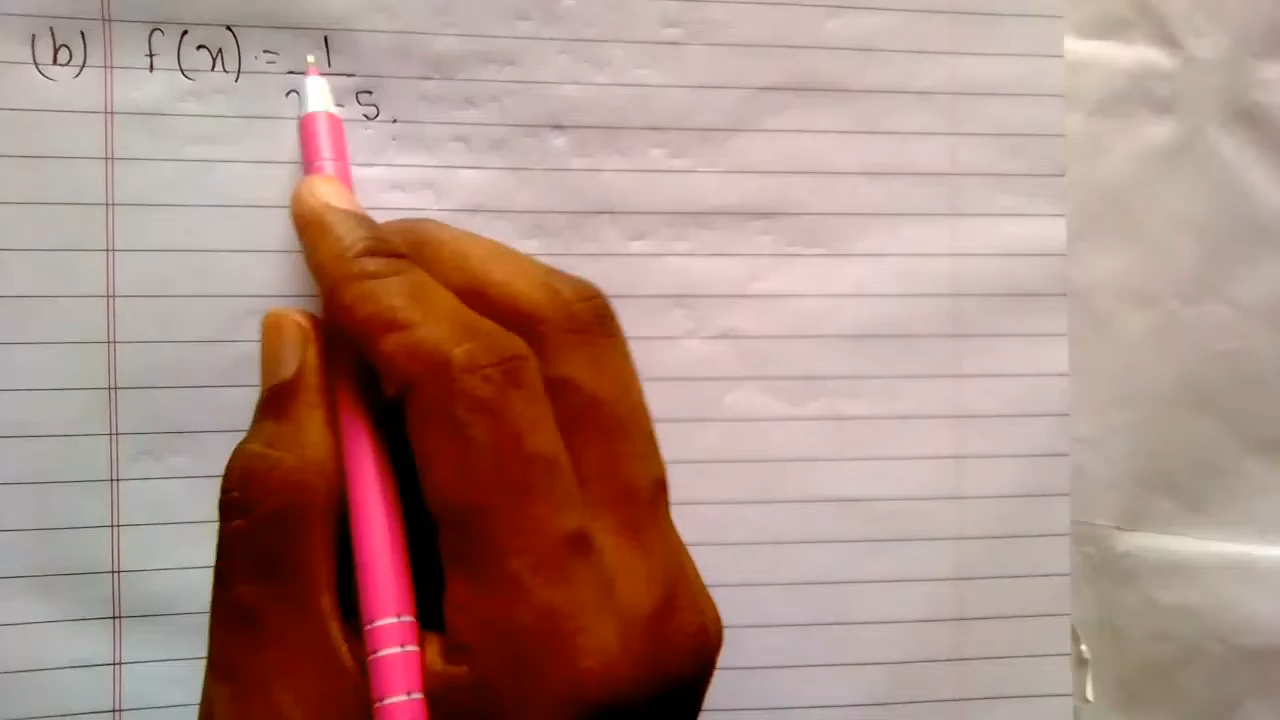 (b) f(x) = 1
- 5.